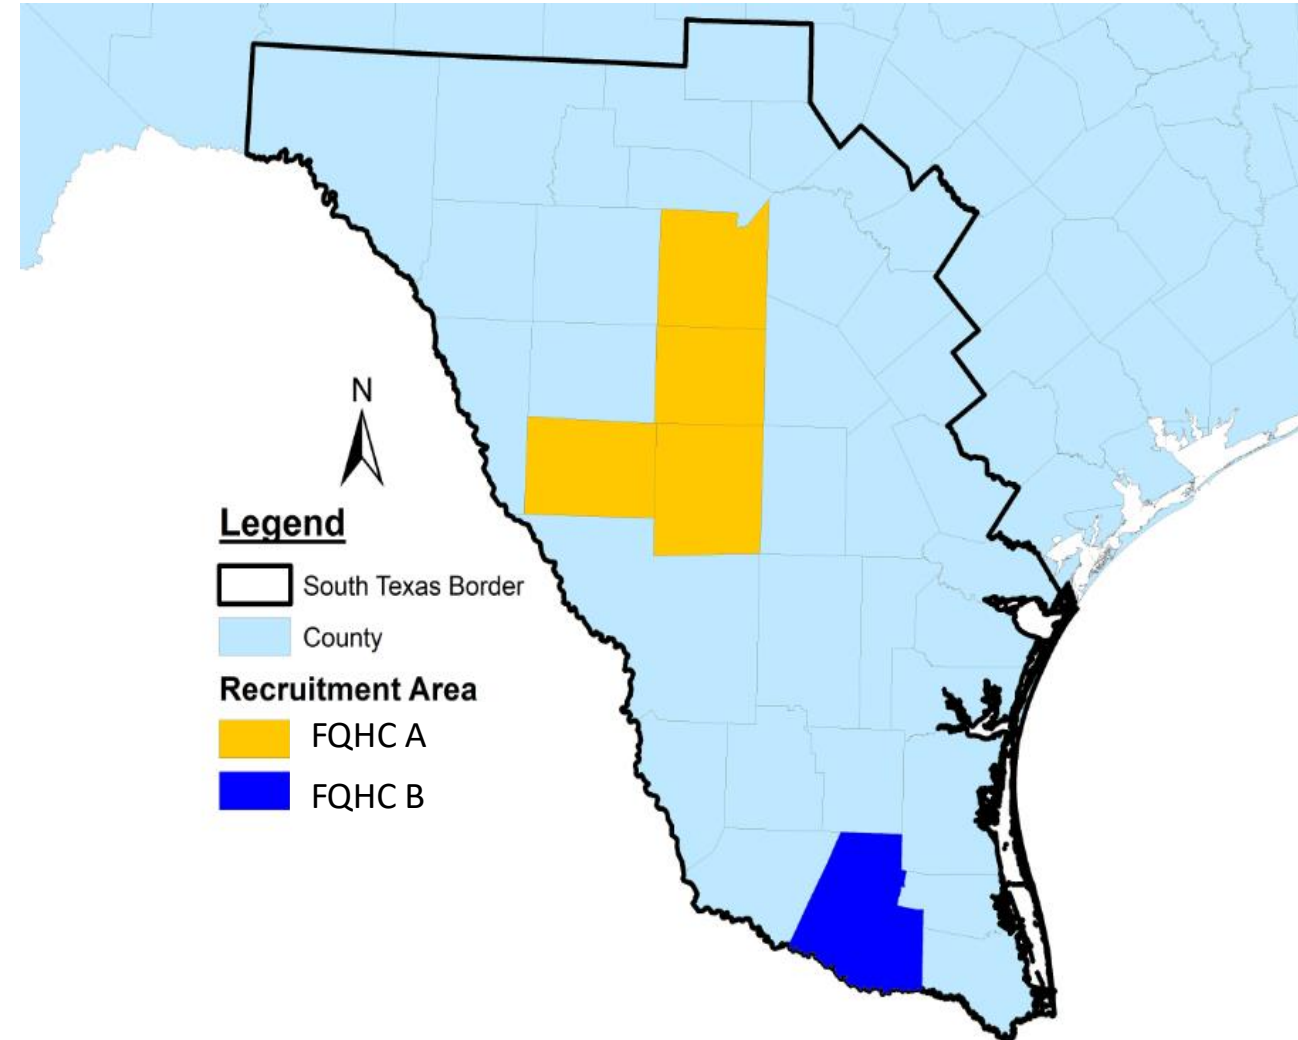 N
Legend
South Texas Border
County
Recruitment Area
FQHC A
FQHC B